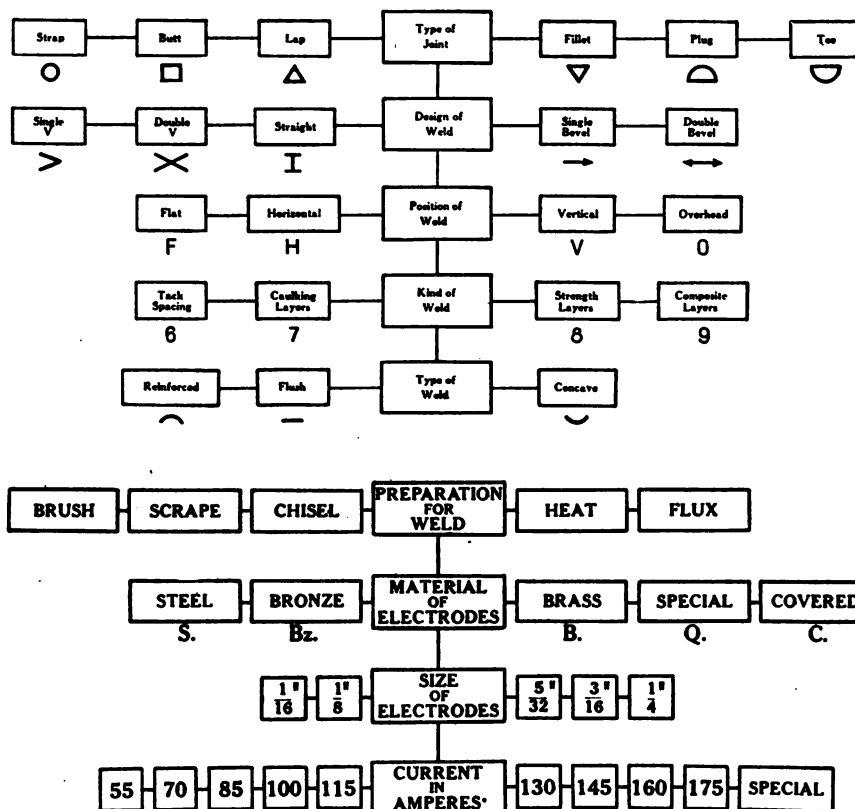 Strap Butt Lap Type of Joint Fillet Plug Tee
Single V Double V Straight Design of Weld Single Bevel Double Bevel
Flat Horizontal Position of Weld Vertical Overhead
F H V O
Tack Spacing Caulking Layers Kind of Weld Strength Layers Composite Layers
6 7 8 9
Reinforced Flush Type of Weld Concave
BRUSH SCRAPE CHISEL PREPARATION FOR WELD HEAT FLUX
STEEL BRONZE MATERIAL OF ELECTRODES BRASS SPECIAL COVERED
S. Bz. B. Q. C.
1/16" 1/8" SIZE OF ELECTRODES 5/32" 3/16" 1/4"
55 70 85 100 115 CURRENT IN AMPERES 130 145 160 175 SPECIAL